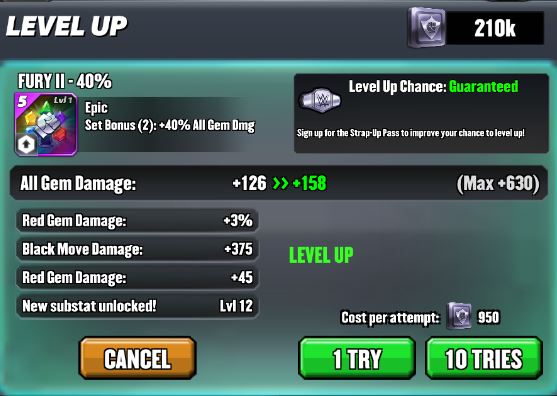 LEVEL UP
210k
FURY II - 40%
5
Lvl 1
Epic
Set Bonus (2): +40% All Gem Dmg
Level Up Chance: Guaranteed
Sign up for the Strap-Up Pass to improve your chance to level up!
All Gem Damage: +126 >> +158 (Max +630)
Red Gem Damage: +3%
Black Move Damage: +375
Red Gem Damage: +45
New substat unlocked! Lvl 12
LEVEL UP
Cost per attempt: 950
CANCEL
1 TRY
10 TRIES